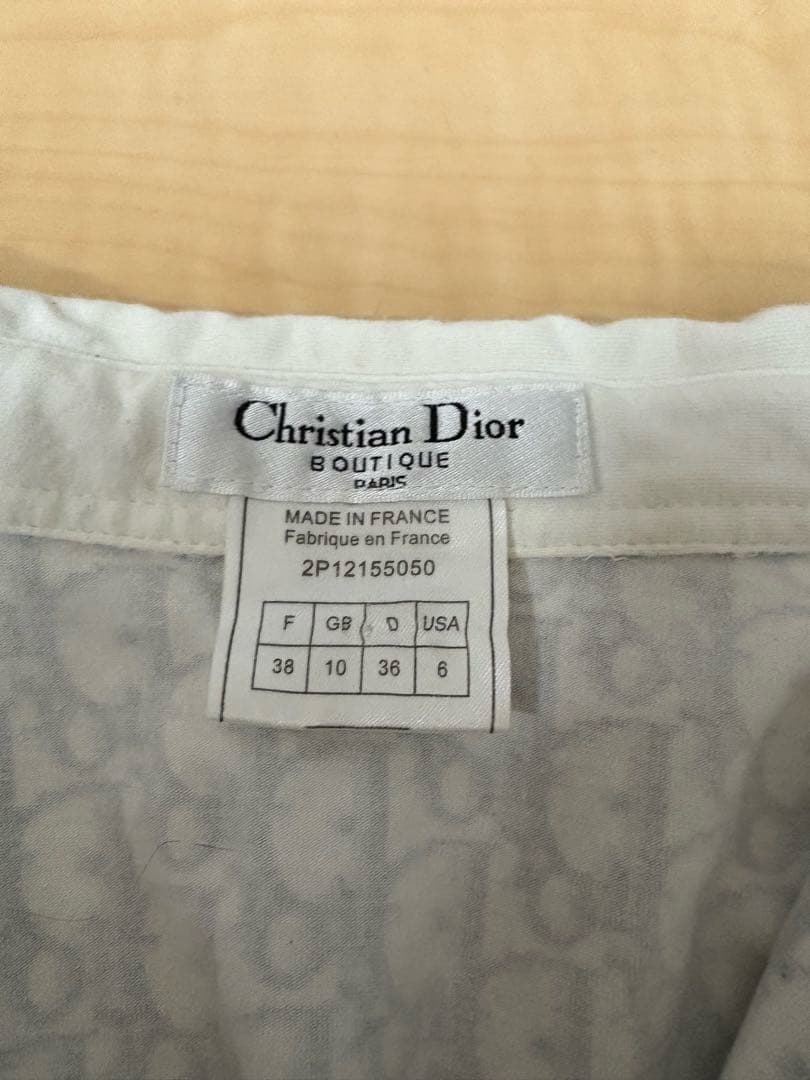 Christian Dior
BOUTIQUE
PARIS
MADE IN FRANCE
Fabrique en France
2P12155050
F GB D USA
38 10 36 6